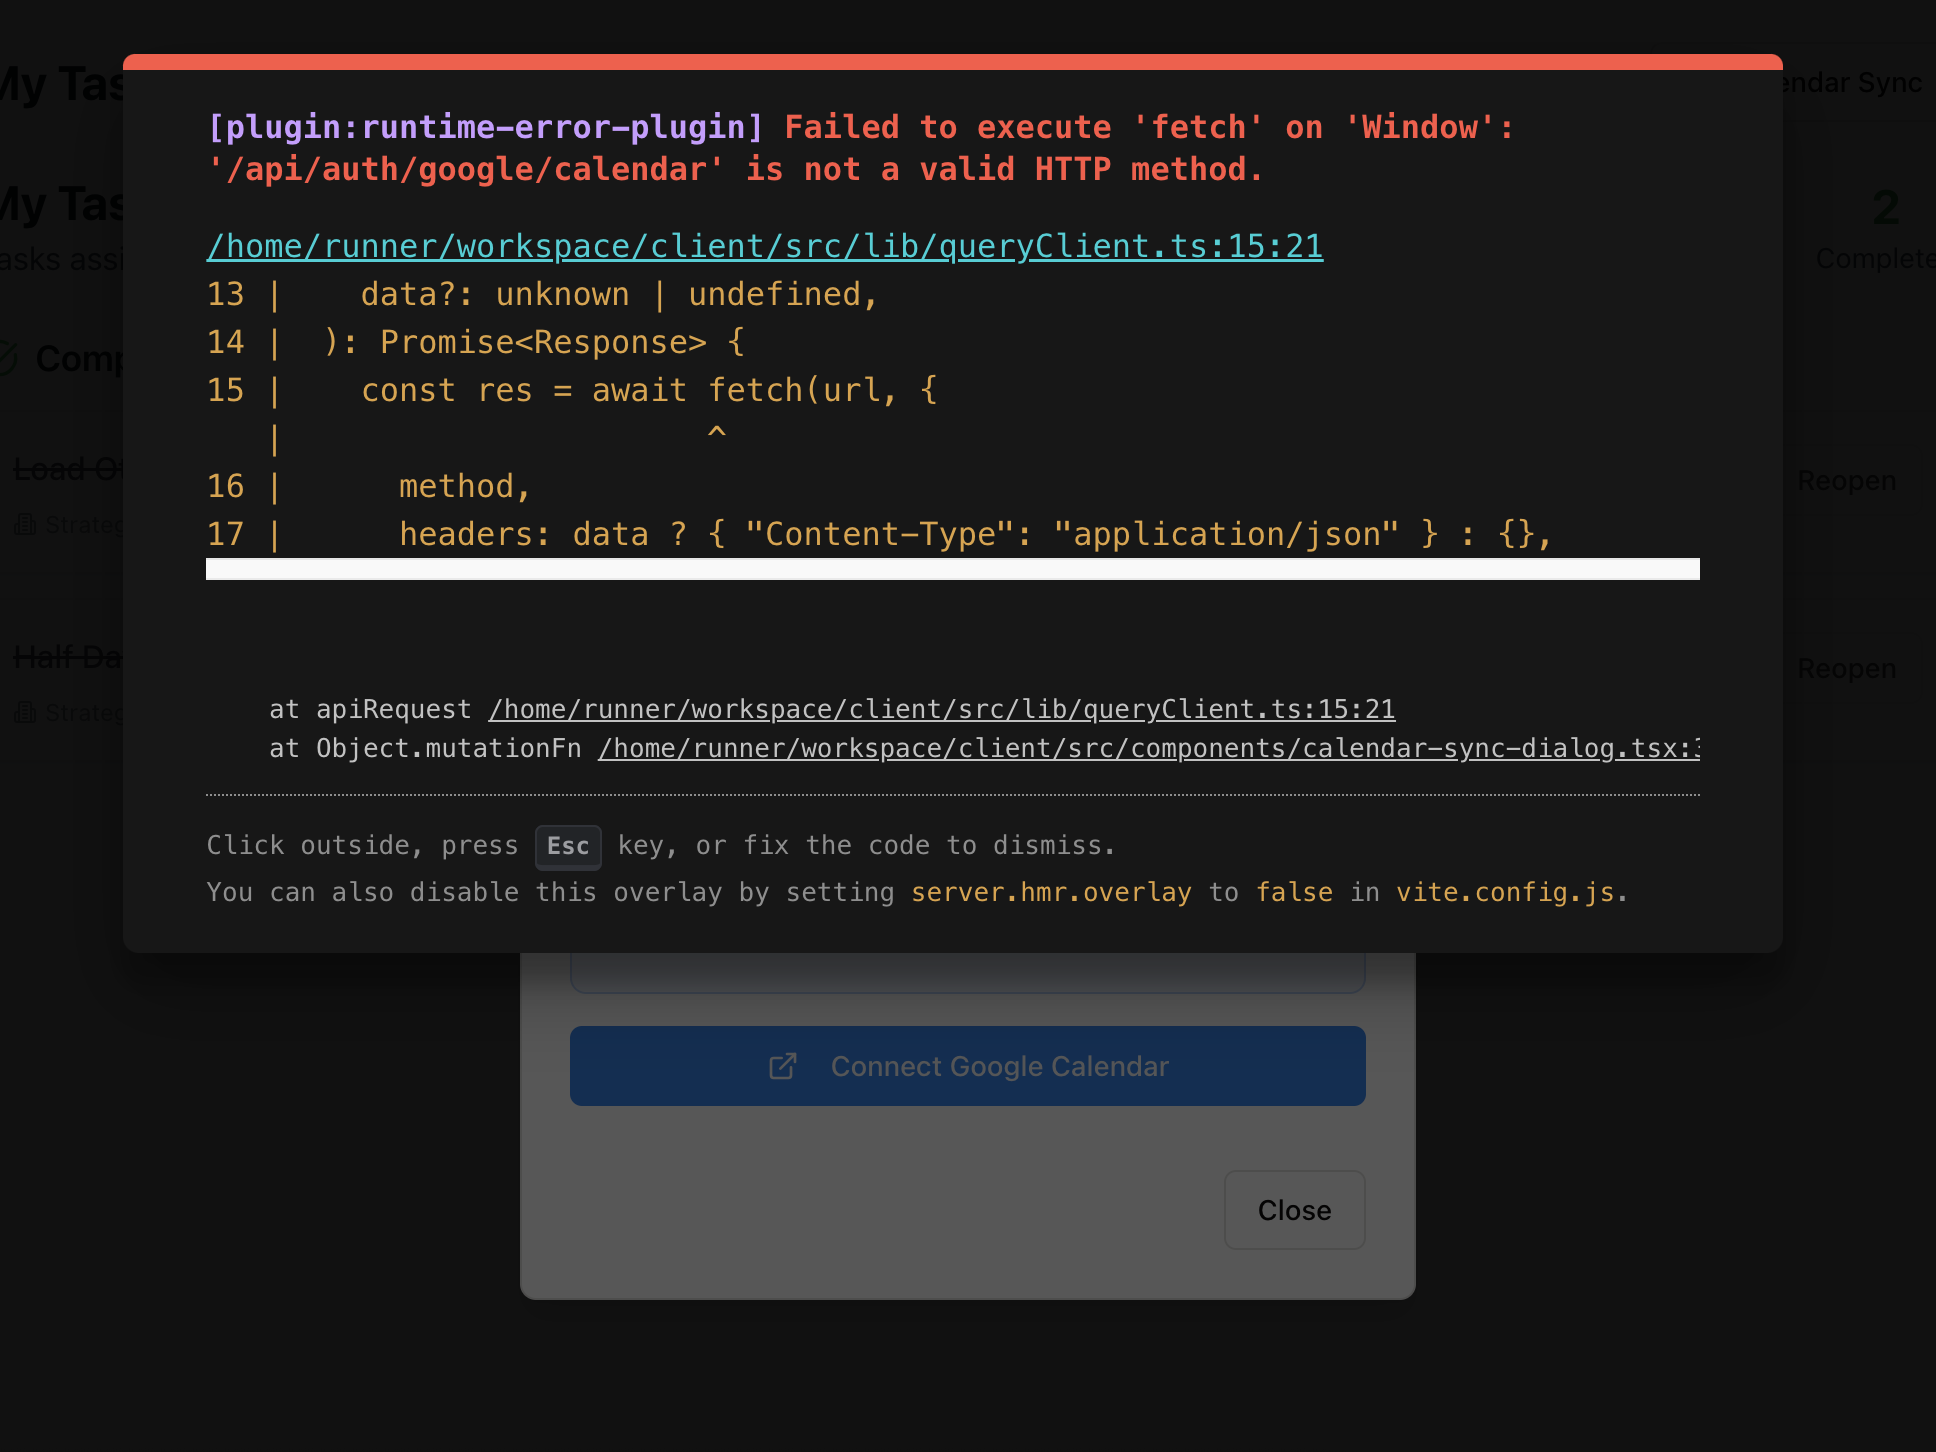 My Tas
endar Sync
[plugin:runtime-error-plugin] Failed to execute 'fetch' on 'Window':
'/api/auth/google/calendar' is not a valid HTTP method.
My Tas
2
asks assi
Complete
/home/runner/workspace/client/src/lib/queryClient.ts:15:21
13 |    data?: unknown | undefined,
14 |  ): Promise<Response> {
Comp
15 |    const res = await fetch(url, {
   |                      ^
16 |      method,
17 |      headers: data ? { "Content-Type": "application/json" } : {},
Load Of
Reopen
Strateg
Half Da
Reopen
Strateg
at apiRequest /home/runner/workspace/client/src/lib/queryClient.ts:15:21
at Object.mutationFn /home/runner/workspace/client/src/components/calendar-sync-dialog.tsx:3
Click outside, press Esc key, or fix the code to dismiss.
You can also disable this overlay by setting server.hmr.overlay to false in vite.config.js.
Connect Google Calendar
Close